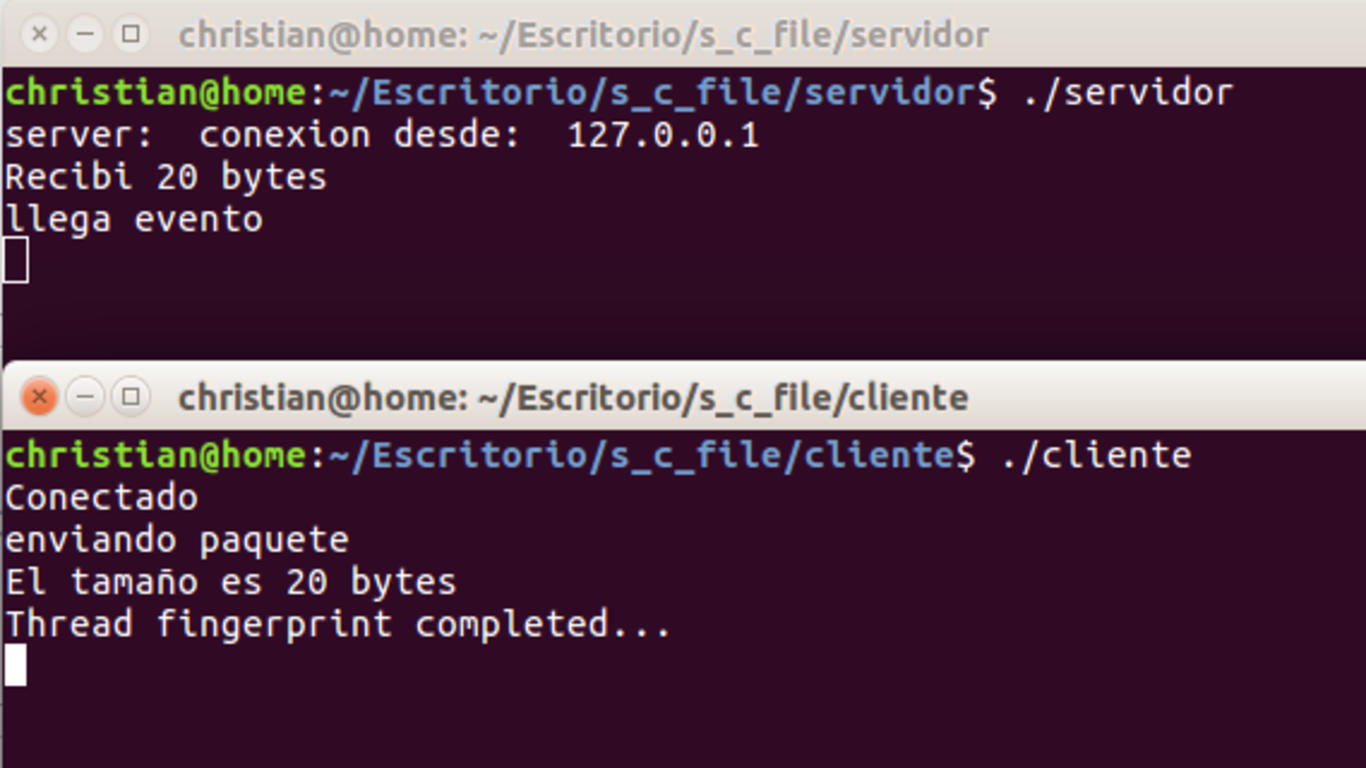 christian@home: ~/Escritorio/s_c_file/servidor
christian@home:~/Escritorio/s_c_file/servidor$ ./servidor
server:  conexion desde:  127.0.0.1
Recibi 20 bytes
llega evento
christian@home: ~/Escritorio/s_c_file/cliente
christian@home:~/Escritorio/s_c_file/cliente$ ./cliente
Conectado
enviando paquete
El tamaño es 20 bytes
Thread fingerprint completed...